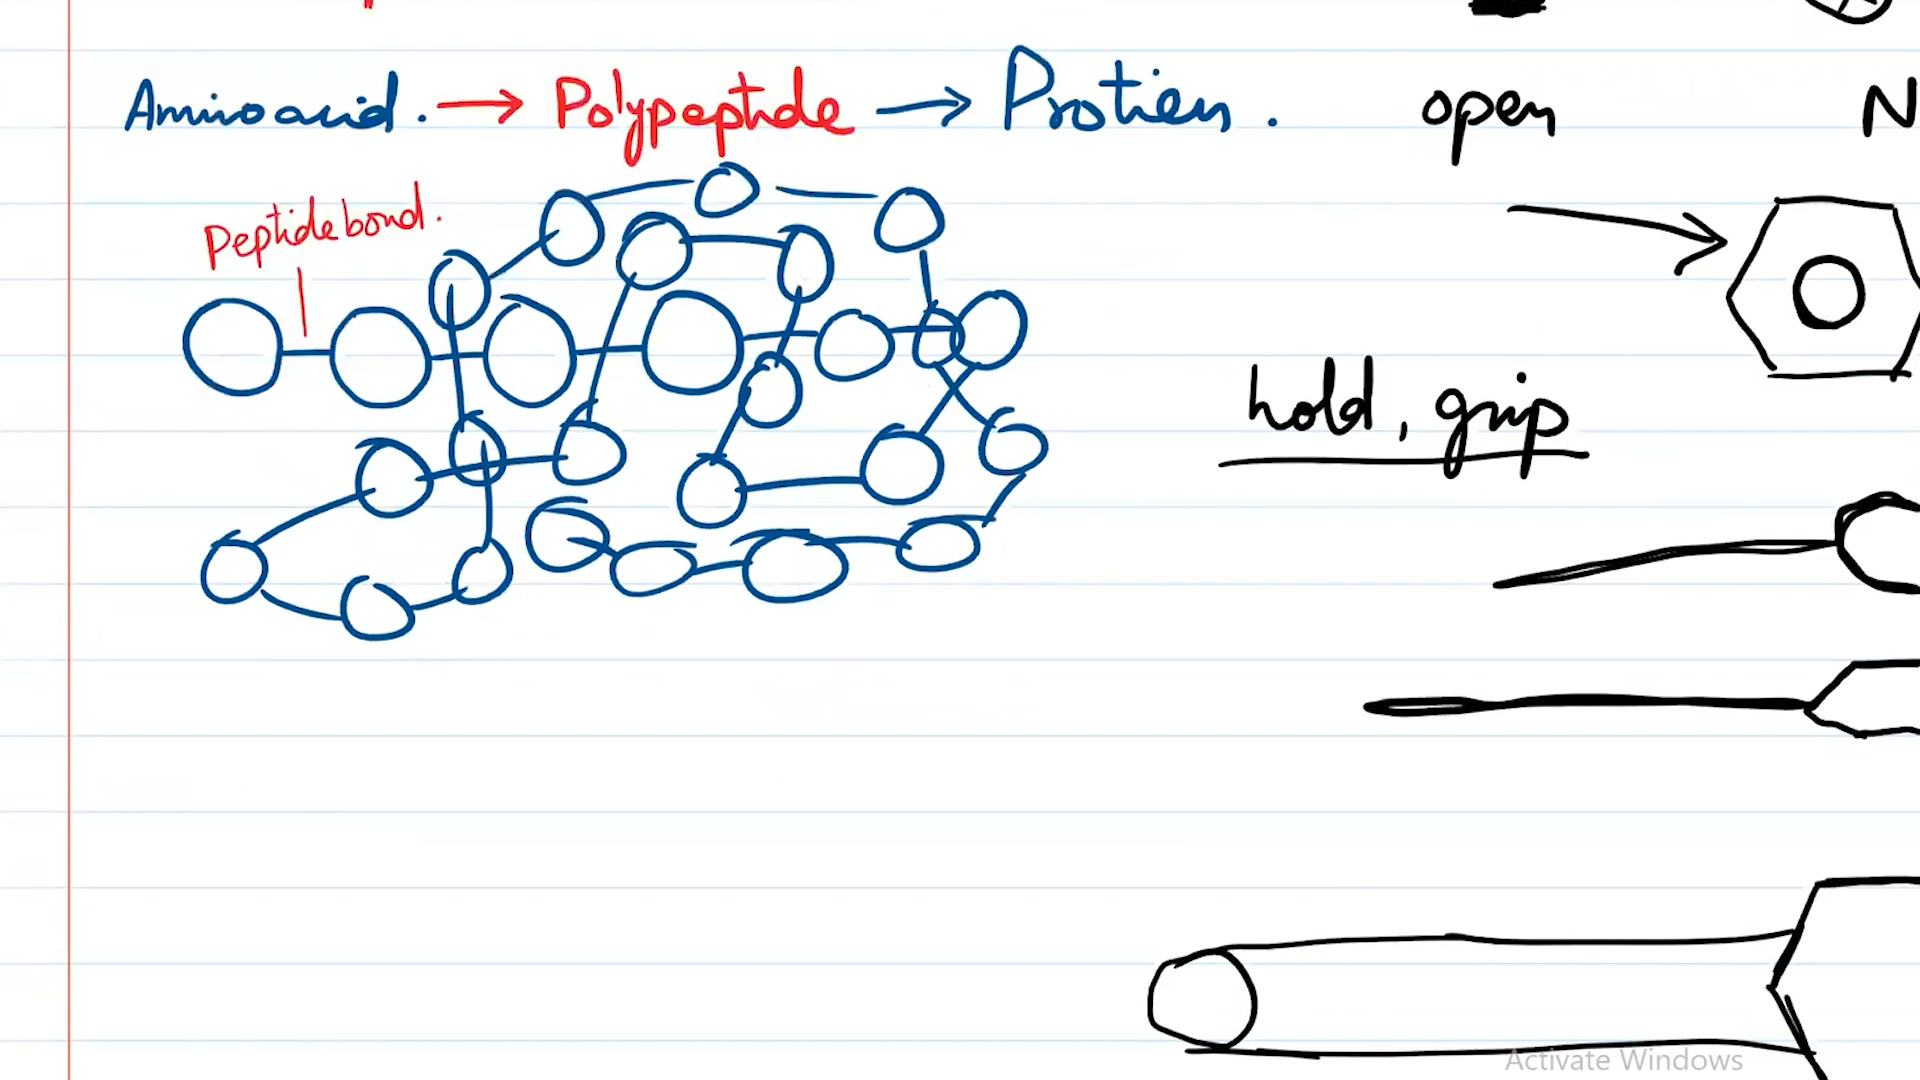 Amino acid. → Polypeptide → Protien.
open
N
Peptide bond.
hold, grip
Activate Windows